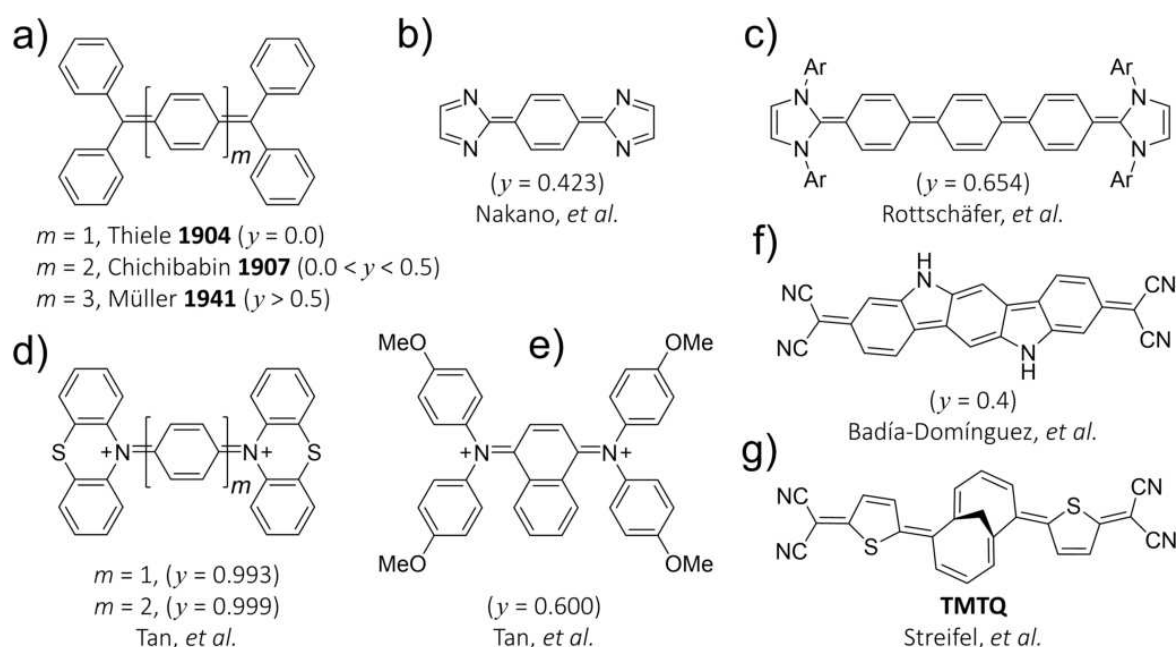 a)
m
m = 1, Thiele 1904 (y = 0.0)
m = 2, Chichibabin 1907 (0.0 < y < 0.5)
m = 3, Müller 1941 (y > 0.5)
b)
N N
N N
(y = 0.423)
Nakano, et al.
c)
Ar Ar
N N
N N
Ar Ar
(y = 0.654)
Rottschäfer, et al.
d)
S +N N+ S
m
m = 1, (y = 0.993)
m = 2, (y = 0.999)
Tan, et al.
e)
MeO OMe
+N N+
MeO OMe
(y = 0.600)
Tan, et al.
f)
H
NC N CN
NC N CN
H
(y = 0.4)
Badía-Domínguez, et al.
g)
NC S CN
NC S CN
TMTQ
Streifel, et al.